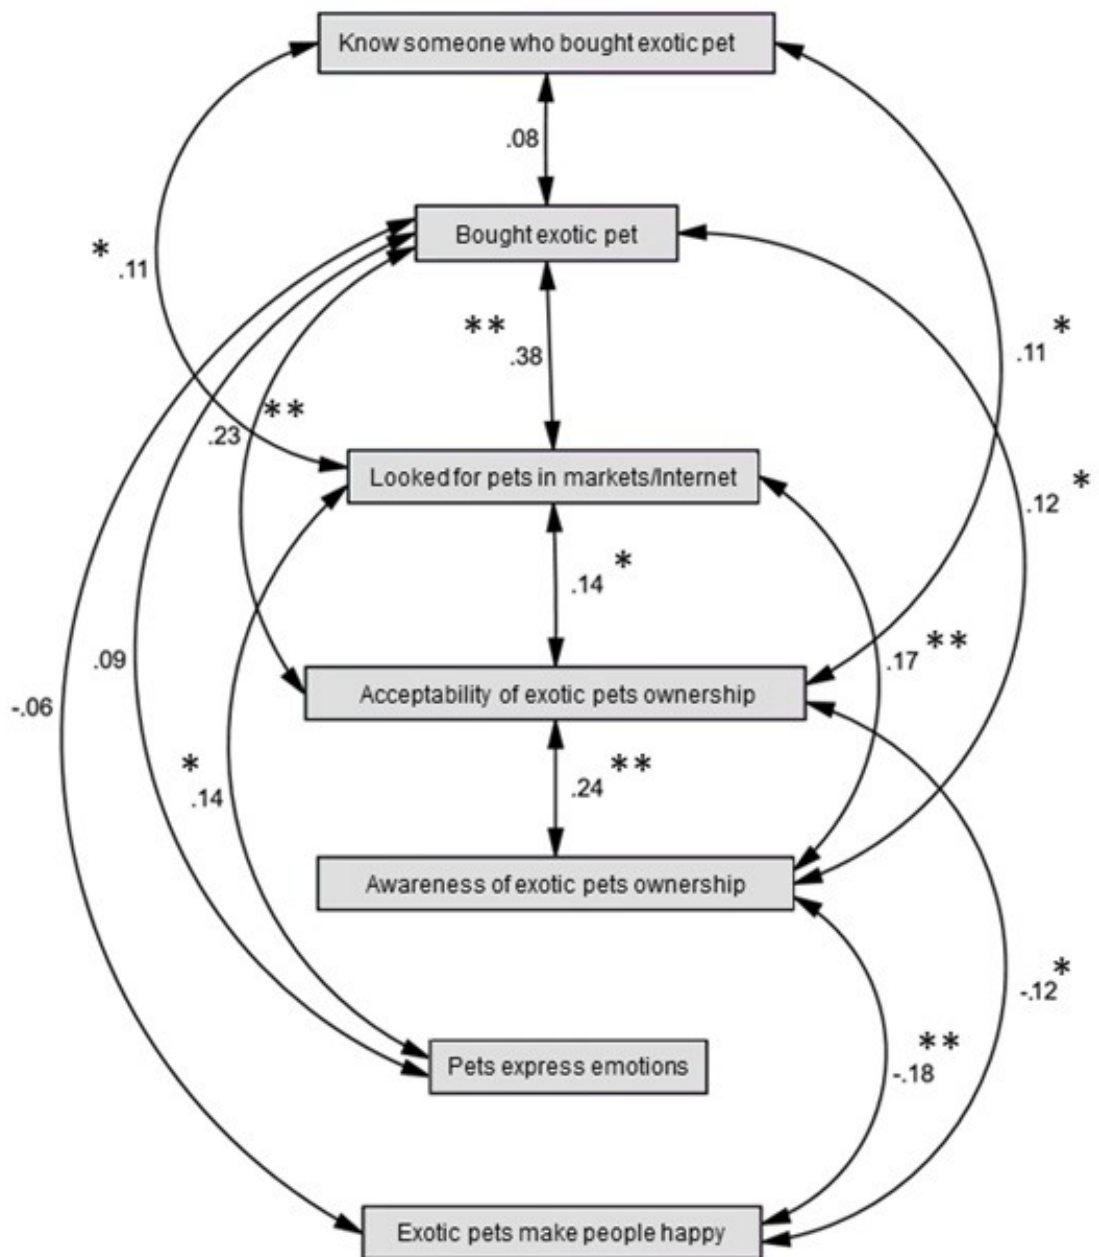 Know someone who bought exotic pet
.08
Bought exotic pet
* .11
.11 *
** .38
** .23
Looked for pets in markets/Internet
.12 *
.14 *
.09
.17 **
-.06
Acceptability of exotic pets ownership
* .14
.24 **
Awareness of exotic pets ownership
-.12 *
-.18 **
Pets express emotions
Exotic pets make people happy